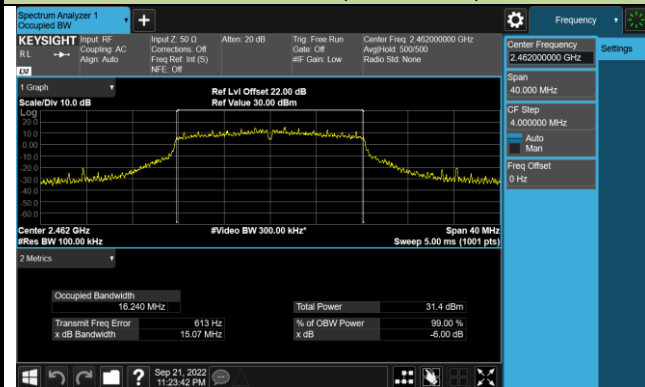 Spectrum Analyzer 1
Occupied BW
+
Frequency
KEYSIGHT
R L
Input: RF
Coupling: AC
Align: Auto
Input Z: 50 Ω
Corrections: Off
Freq Ref: Int (S)
NFE: Off
Atten: 20 dB
Trig: Free Run
Gate: Off
#IF Gain: Low
Center Freq: 2.462000000 GHz
Avg|Hold: 500/500
Radio Std: None
Center Frequency
2.462000000 GHz
Settings
Span
40.000 MHz
CF Step
4.000000 MHz
Auto
Man
Freq Offset
0 Hz
1 Graph
Scale/Div 10.0 dB
Ref Lvl Offset 22.00 dB
Ref Value 30.00 dBm
Log
20.0
10.0
0.00
-10.0
-20.0
-30.0
-40.0
-50.0
-60.0
Center 2.462 GHz
#Res BW 100.00 kHz
#Video BW 300.00 kHz*
Span 40 MHz
Sweep 5.00 ms (1001 pts)
2 Metrics
Occupied Bandwidth
16.240 MHz
Total Power 31.4 dBm
Transmit Freq Error 613 Hz
% of OBW Power 99.00 %
x dB Bandwidth 15.07 MHz
x dB -6.00 dB
?
Sep 21, 2022
11:23:42 PM